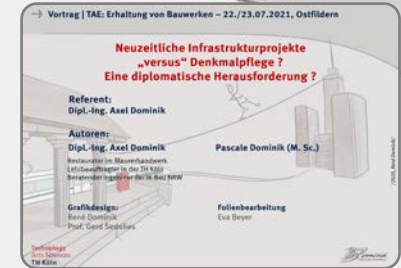 → Vortrag | TAE: Erhaltung von Bauwerken – 22./23.07.2021, Ostfildern
Neuzeitliche Infrastrukturprojekte
„versus“ Denkmalpflege ?
Eine diplomatische Herausforderung ?
Referent:
Dipl.-Ing. Axel Dominik
Autoren:
Dipl.-Ing. Axel Dominik
Pascale Dominik (M. Sc.)
Restaurator im Maurerhandwerk
Lehrbeauftragter in der TH Köln
Beratender Ingenieur der IK Bau NRW
Grafikdesign:
René Dominik
Prof. Gerd Sedelies
Folienbearbeitung
Eva Beyer
Technology
Arts Sciences
TH Köln
Dominik